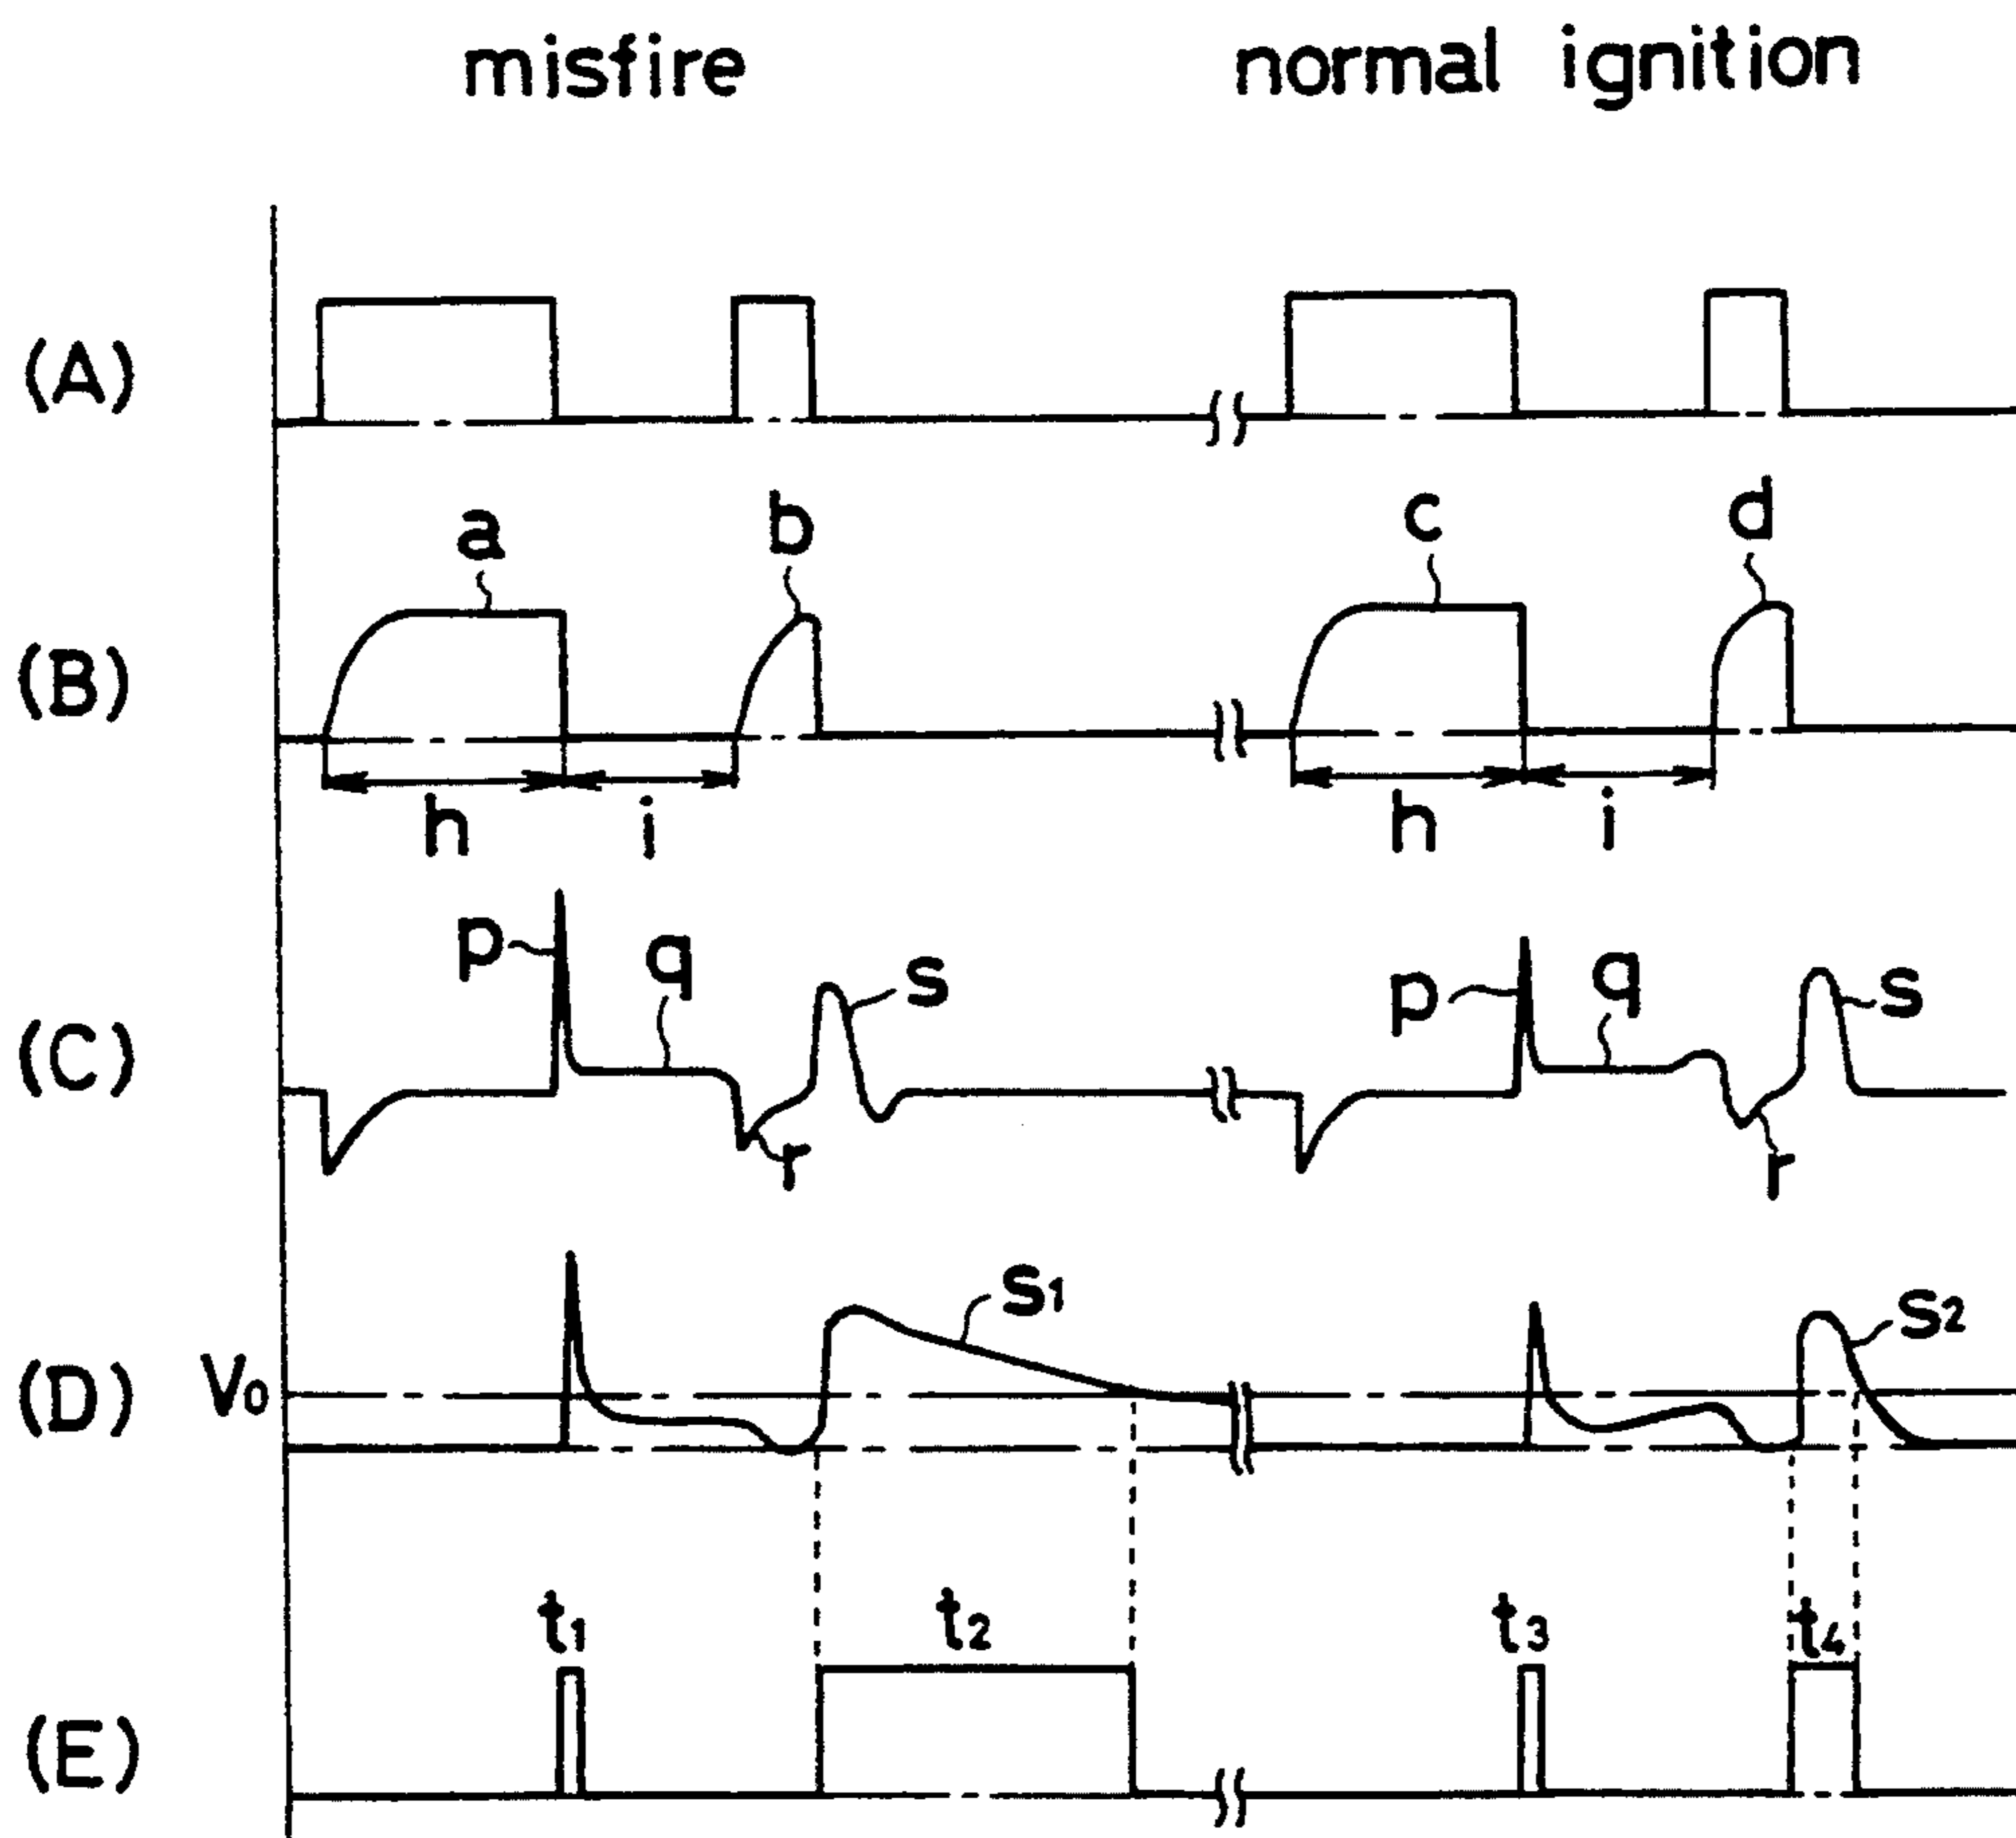 misfire normal ignition
(A)
a b c d
(B)
h i h i
p q s p q s
(C)
r r
S1 S2
(D) V0
t1 t2 t3 t4
(E)